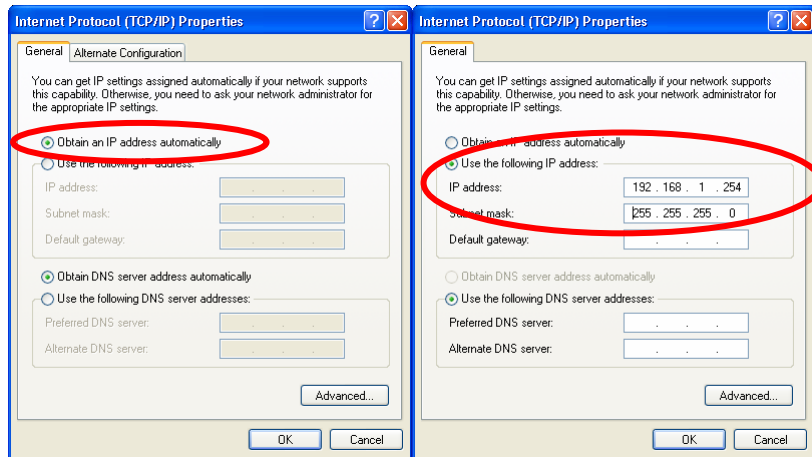 Internet Protocol (TCP/IP) Properties
General Alternate Configuration
You can get IP settings assigned automatically if your network supports
this capability. Otherwise, you need to ask your network administrator for
the appropriate IP settings.
Obtain an IP address automatically
Use the following IP address:
IP address:
Subnet mask:
Default gateway:
Obtain DNS server address automatically
Use the following DNS server addresses:
Preferred DNS server:
Alternate DNS server:
Advanced...
OK Cancel
Internet Protocol (TCP/IP) Properties
General
You can get IP settings assigned automatically if your network supports
this capability. Otherwise, you need to ask your network administrator for
the appropriate IP settings.
Obtain an IP address automatically
Use the following IP address:
IP address: 192 . 168 . 1 . 254
Subnet mask: 255 . 255 . 255 . 0
Default gateway: . . .
Obtain DNS server address automatically
Use the following DNS server addresses:
Preferred DNS server: . . .
Alternate DNS server: . . .
Advanced...
OK Cancel